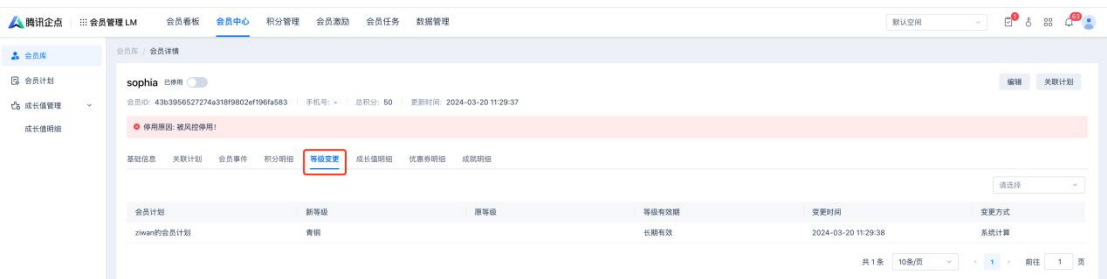 腾讯企点 会员管理 LM 会员看板 会员中心 积分管理 会员激励 会员任务 数据管理 默认空间 63
会员库
会员计划
成长值管理
成长值明细
会员库 / 会员详情
sophia 已停用 编辑 关联计划
会员ID: 43b3956527274a318f9802ef196fa583 手机号: - 总积分: 50 更新时间: 2024-03-20 11:29:37
停用原因: 被风控停用!
基础信息 关联计划 会员事件 积分明细 等级变更 成长值明细 优惠券明细 成就明细
请选择
会员计划 新等级 原等级 等级有效期 变更时间 变更方式
ziwan的会员计划 青铜 长期有效 2024-03-20 11:29:38 系统计算
共 1 条 10条/页 1 前往 1 页